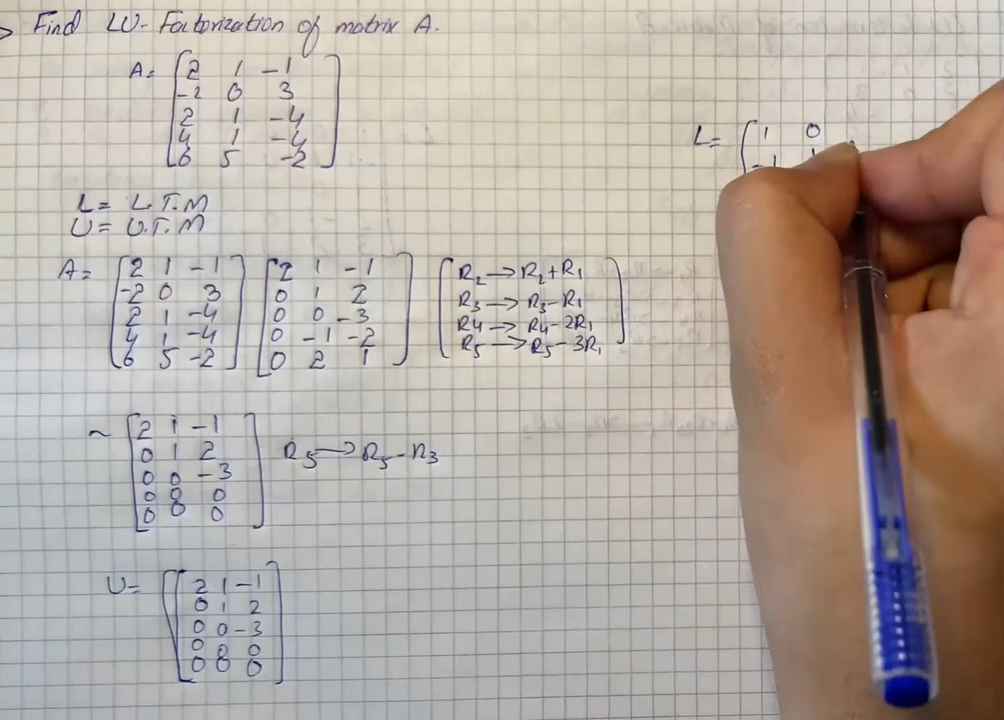 > Find LU-Factorization of matrix A.
A= [2 1 -1
-2 0 3
2 1 -4
4 1 -4
6 5 -2]
L= [1 0
-1 1
L= L.T.M
U= U.T.M
A= [2 1 -1] [2 1 -1] [R2→R2+R1
-2 0 3 0 1 2 R3→R3-R1
2 1 -4 0 0 -3 R4→R4-2R1
4 1 -4 0 -1 -2 R5→R5-3R1]
6 5 -2 0 2 1
~ [2 1 -1
0 1 2 R5→R5-R3
0 0 -3
0 0 0
0 0 0]
U= [2 1 -1
0 1 2
0 0 -3
0 0 0
0 0 0]